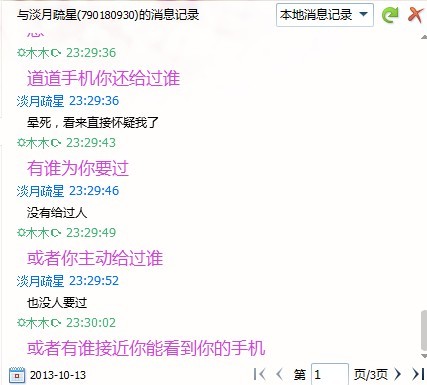 与淡月疏星(790180930)的消息记录
本地消息记录
木木 23:29:36
道道手机你还给过谁
淡月疏星 23:29:36
晕死，看来直接怀疑我了
木木 23:29:43
有谁为你要过
淡月疏星 23:29:46
没有给过人
木木 23:29:49
或者你主动给过谁
淡月疏星 23:29:52
也没人要过
木木 23:30:02
或者有谁接近你能看到你的手机
2013-10-13
第 1 页/3页